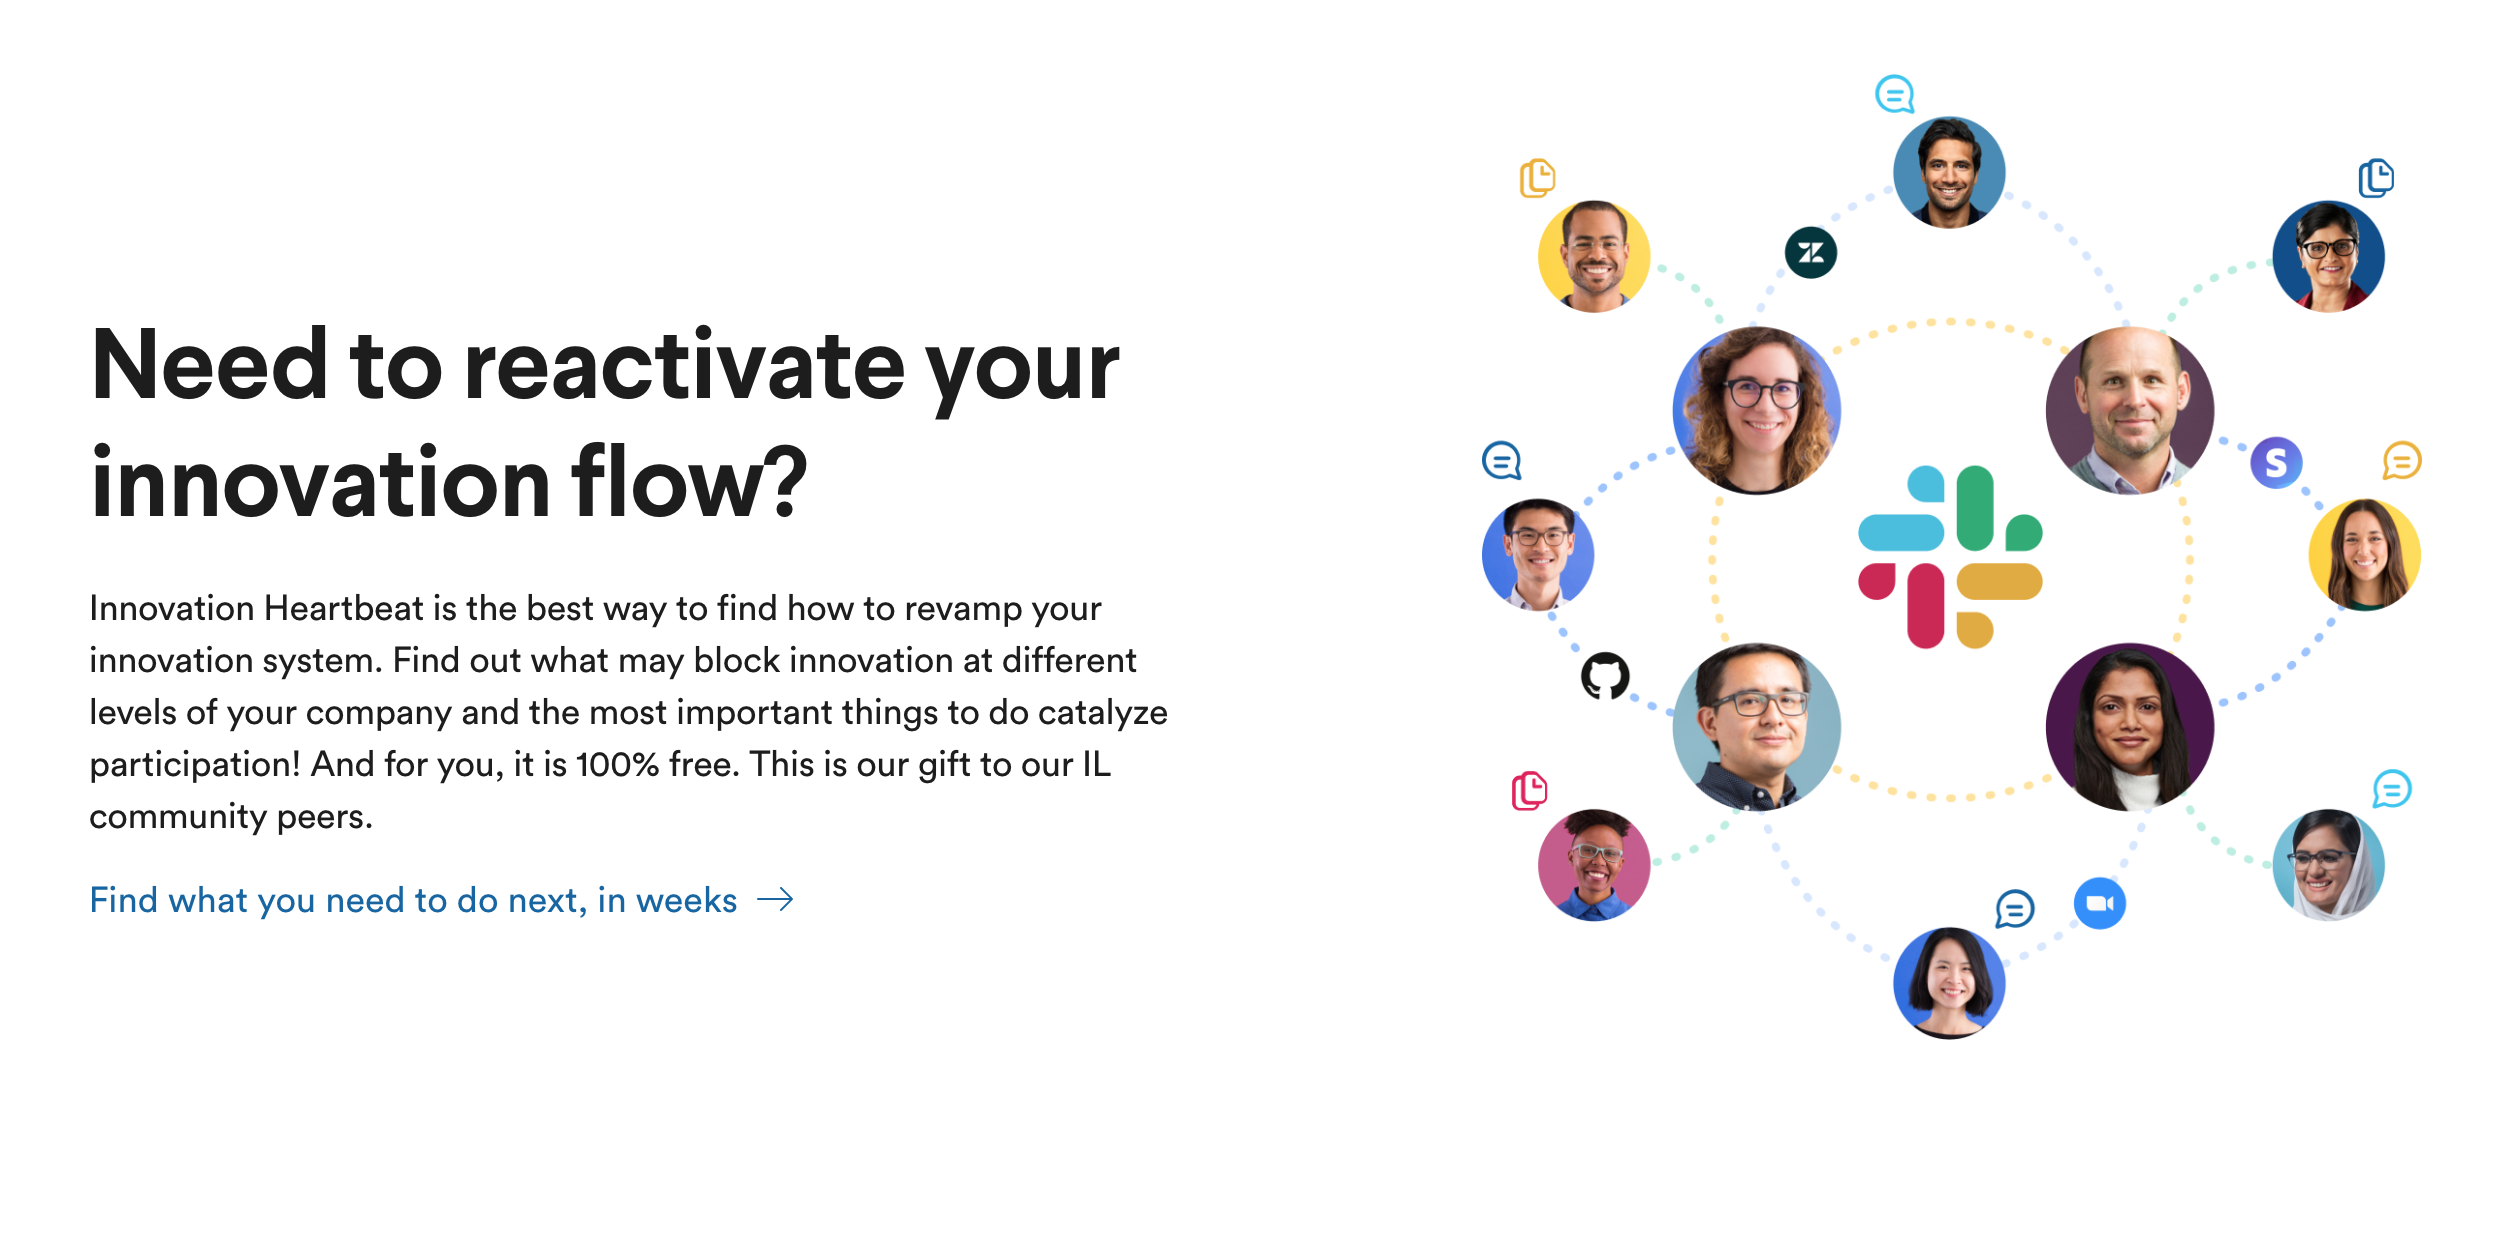 Need to reactivate your
innovation flow?
Innovation Heartbeat is the best way to find how to revamp your
innovation system. Find out what may block innovation at different
levels of your company and the most important things to do catalyze
participation! And for you, it is 100% free. This is our gift to our IL
community peers.
Find what you need to do next, in weeks
S